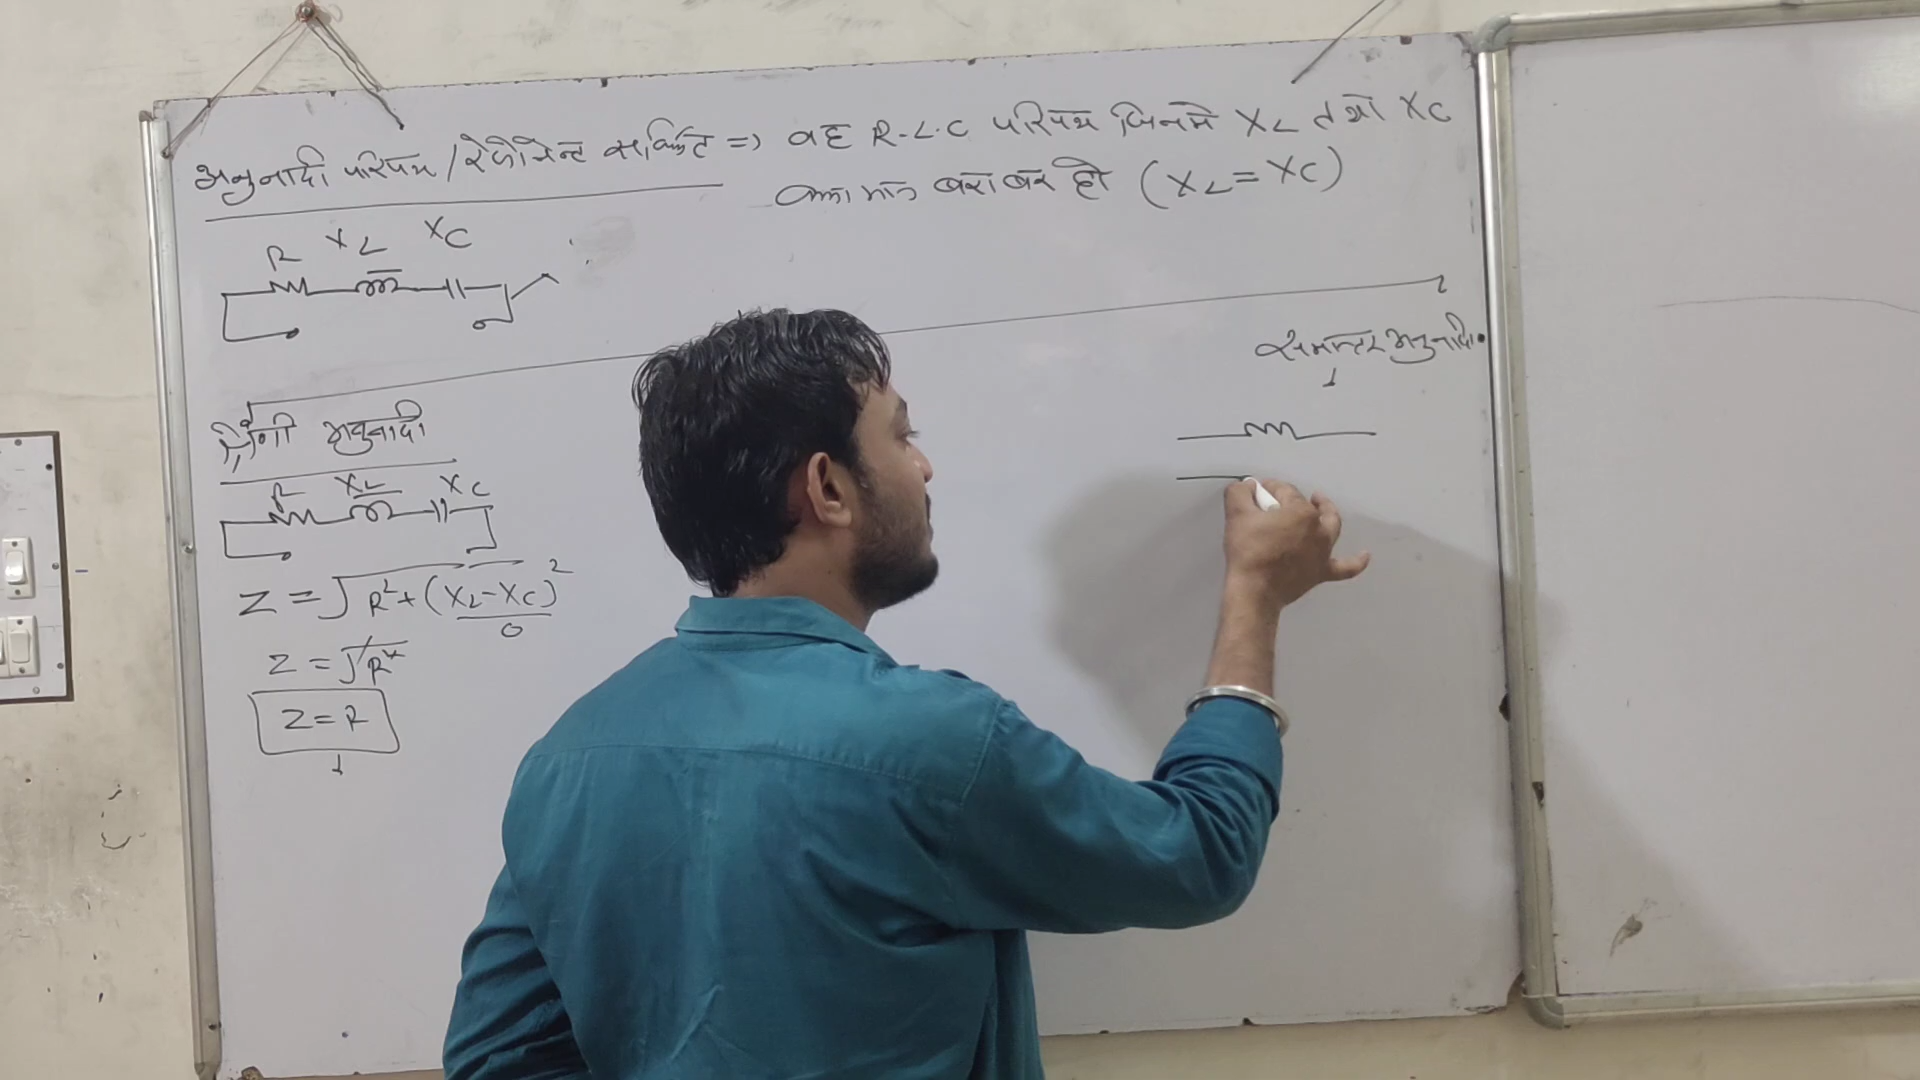 अनुनादी परिपथ / रेजोनेन्ट सर्किट => वह R-L-C परिपथ जिनमे XL तथा XC
का मान बराबर हो (XL = XC)
R XL XC
समान्तर अनुनादी
श्रेणी अनुनादी
R XL XC
Z = √R² + (XL - XC)²
0
Z = √R²
Z = R